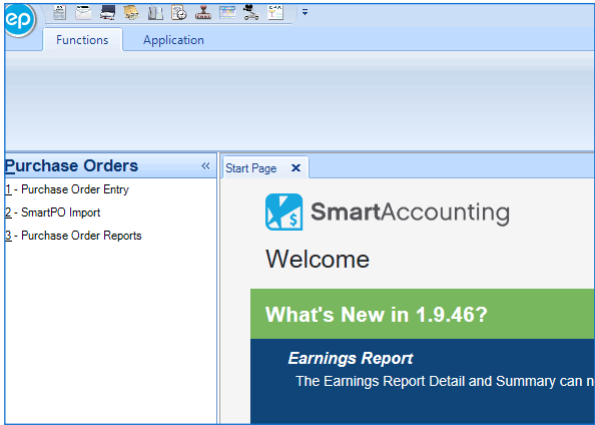 ep
Functions Application
Purchase Orders «
Start Page x
1 - Purchase Order Entry
2 - SmartPO Import
3 - Purchase Order Reports
SmartAccounting
Welcome
What's New in 1.9.46?
Earnings Report
The Earnings Report Detail and Summary can n